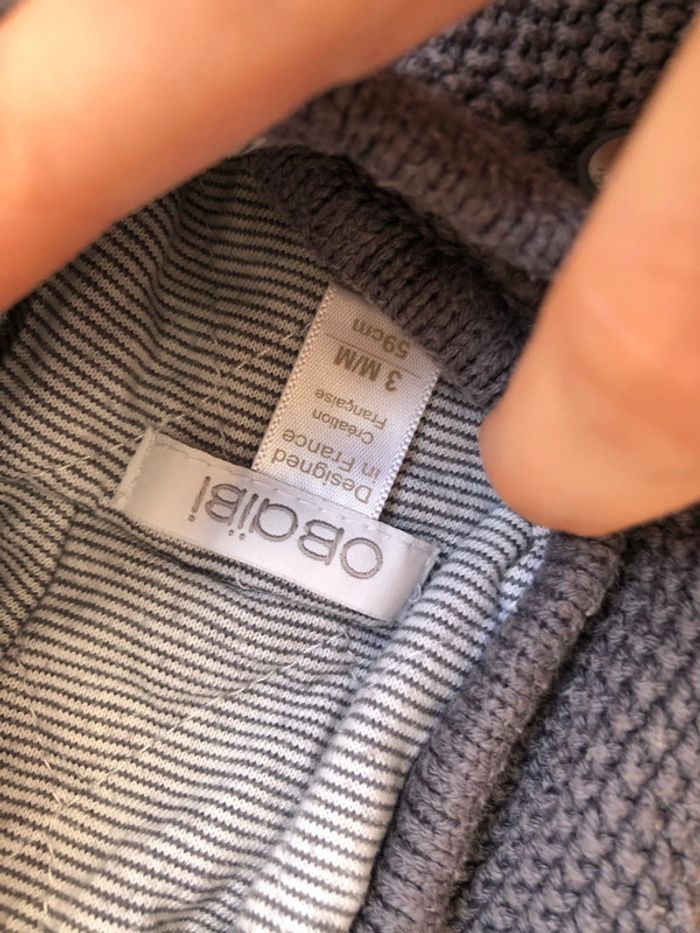 OBaïBi
Designed
in France
Création
Française
3 M/M
59cm